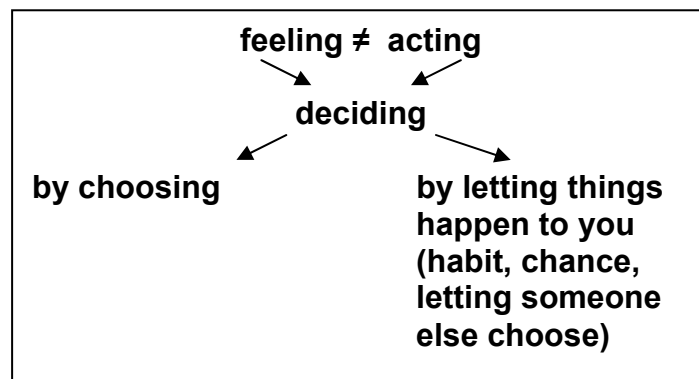 feeling ≠ acting
deciding
by choosing
by letting things
happen to you
(habit, chance,
letting someone
else choose)